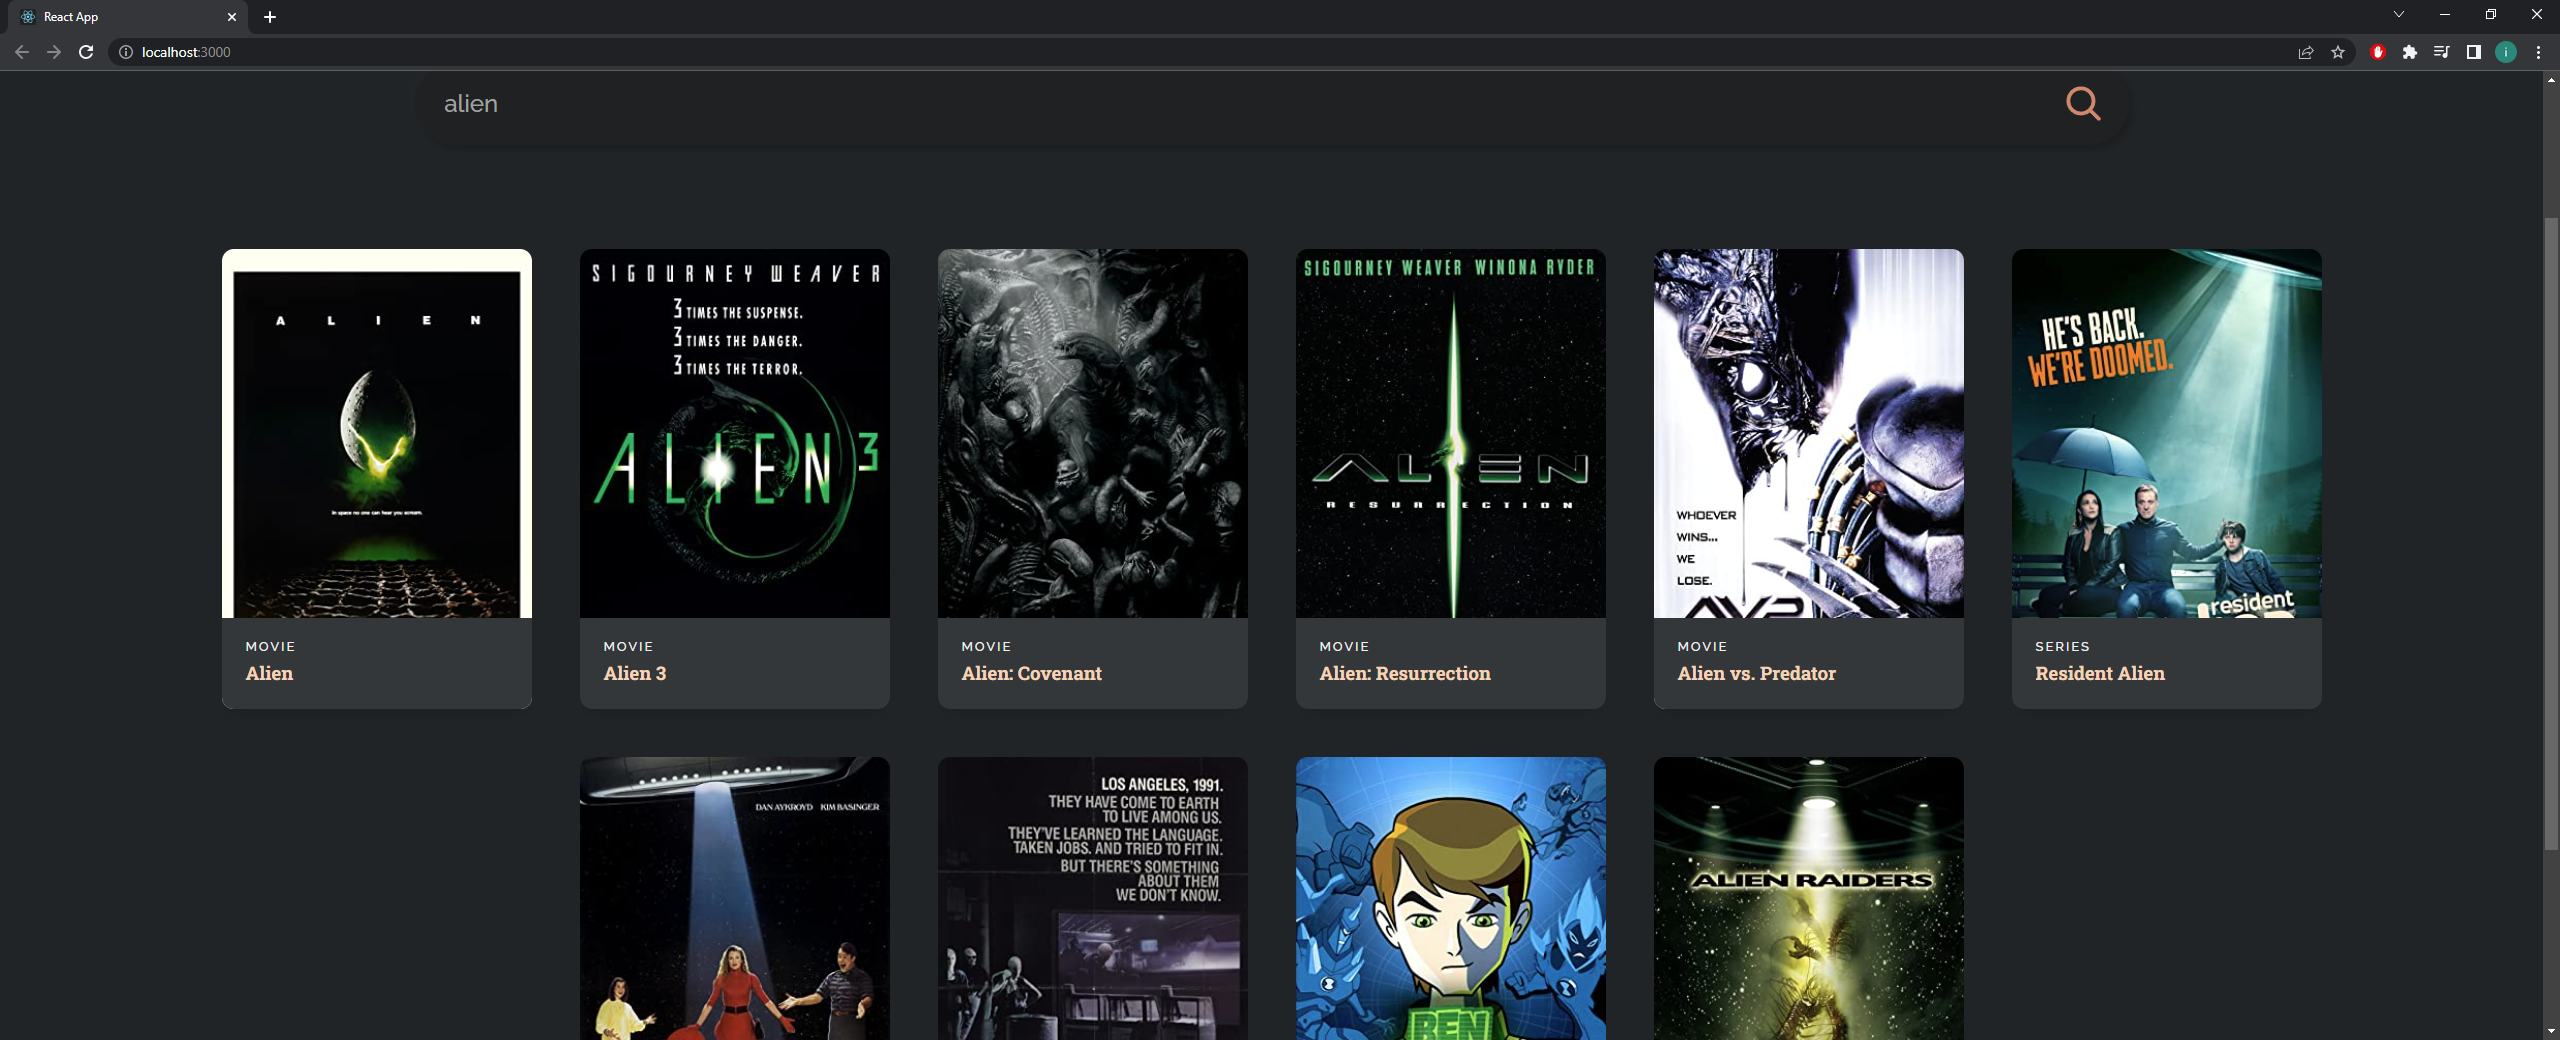 React App
localhost:3000
alien
A L I E N
In space no one can hear you scream.
MOVIE
Alien
SIGOURNEY WEAVER
3 TIMES THE SUSPENSE.
3 TIMES THE DANGER.
3 TIMES THE TERROR.
ALIEN 3
MOVIE
Alien 3
MOVIE
Alien: Covenant
SIGOURNEY WEAVER WINONA RYDER
ALIEN
RESURRECTION
MOVIE
Alien: Resurrection
WHOEVER
WINS...
WE
LOSE.
AVP
MOVIE
Alien vs. Predator
HE'S BACK.
WE'RE DOOMED.
resident
SERIES
Resident Alien
DAN AYKROYD KIM BASINGER
LOS ANGELES, 1991.
THEY HAVE COME TO EARTH
TO LIVE AMONG US.
THEY'VE LEARNED THE LANGUAGE.
TAKEN JOBS. AND TRIED TO FIT IN.
BUT THERE'S SOMETHING
ABOUT THEM
WE DON'T KNOW.
BEN
ALIEN RAIDERS